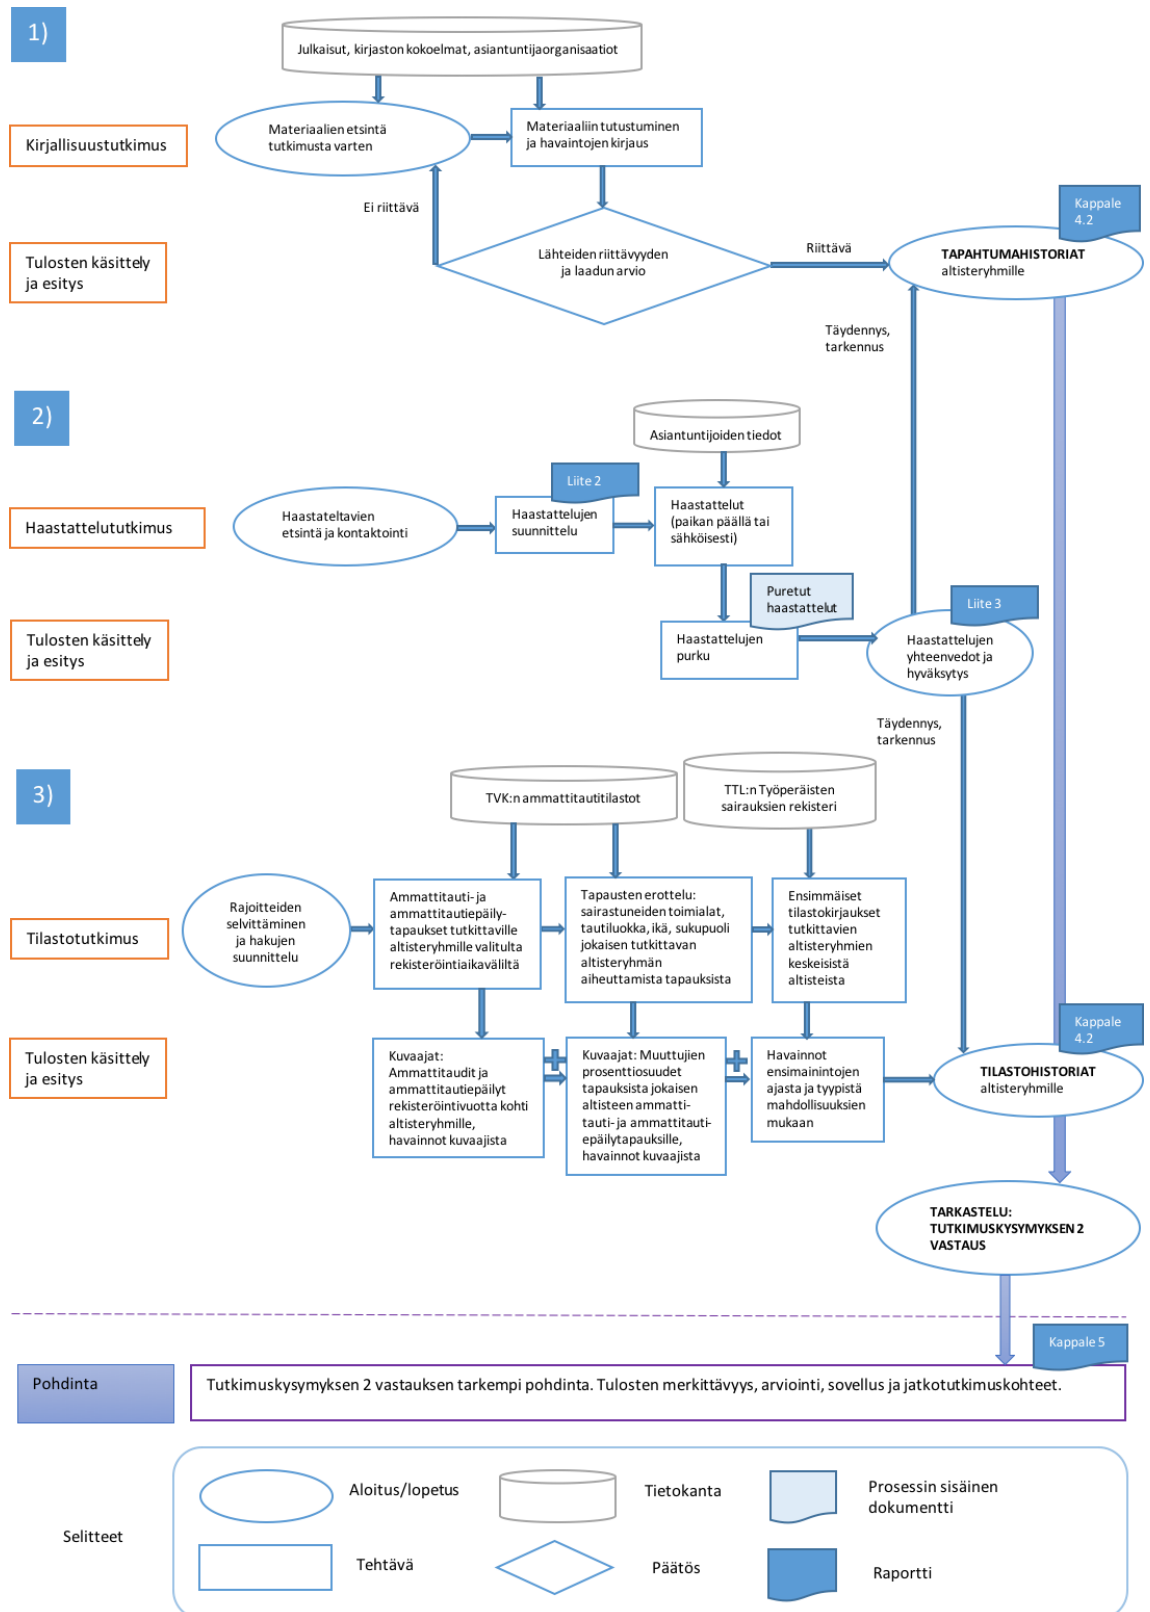 1)
Julkaisut, kirjaston kokoelmat, asiantuntijaorganisaatiot
Kirjallisuustutkimus
Materiaalien etsintä
tutkimusta varten
Materiaaliin tutustuminen
ja havaintojen kirjaus
Ei riittävä
Kappale
4.2
Tulosten käsittely
ja esitys
Lähteiden riittävyyden
ja laadun arvio
Riittävä
TAPAHTUMAHISTORIAT
altisteryhmille
Täydennys,
tarkennus
2)
Asiantuntijoiden tiedot
Liite 2
Haastattelututkimus
Haastateltavien
etsintä ja kontaktointi
Haastattelujen
suunnittelu
Haastattelut
(paikan päällä tai
sähköisesti)
Puretut
haastattelut
Liite 3
Tulosten käsittely
ja esitys
Haastattelujen
purku
Haastattelujen
yhteenvedot ja
hyväksytys
Täydennys,
tarkennus
3)
TVK:n ammattitautitilastot
TTL:n Työperäisten
sairauksien rekisteri
Tilastotutkimus
Rajoitteiden
selvittäminen
ja hakujen
suunnittelu
Ammattitauti- ja
ammattitautiepäily-
tapaukset tutkittaville
altisteryhmille valitulta
rekisteröintiaikaväliltä
Tapausten erottelu:
sairastuneiden toimialat,
tautiluokka, ikä, sukupuoli
jokaisen tutkittavan
altisteryhmän
aiheuttamista tapauksista
Ensimmäiset
tilastokirjaukset
tutkittavien
altisteryhmien
keskeisistä
altisteista
Kappale
4.2
Tulosten käsittely
ja esitys
Kuvaajat:
Ammattitaudit ja
ammattitautiepäilyt
rekisteröintivuotta kohti
altisteryhmille,
havainnot kuvaajista
Kuvaajat: Muuttujien
prosenttiosuudet
tapauksista jokaisen
altisteen ammatti-
tauti- ja ammattitauti-
epäilytapauksille,
havainnot kuvaajista
Havainnot
ensimainintojen
ajasta ja tyypistä
mahdollisuuksien
mukaan
TILASTOHISTORIAT
altisteryhmille
TARKASTELU:
TUTKIMUSKYSYMYKSEN 2
VASTAUS
Kappale 5
Pohdinta
Tutkimuskysymyksen 2 vastauksen tarkempi pohdinta. Tulosten merkittävyys, arviointi, sovellus ja jatkotutkimuskohteet.
Selitteet
Aloitus/lopetus
Tietokanta
Prosessin sisäinen
dokumentti
Tehtävä
Päätös
Raportti